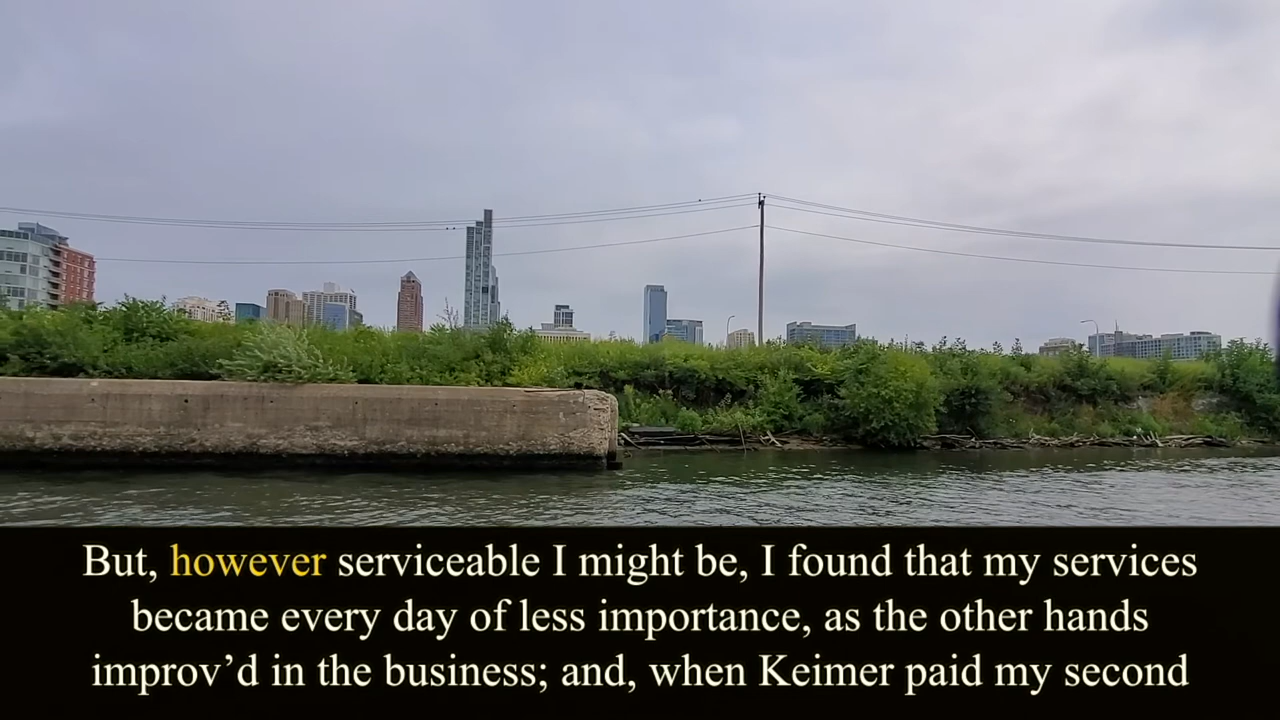 But, however serviceable I might be, I found that my services
became every day of less importance, as the other hands
improv’d in the business; and, when Keimer paid my second